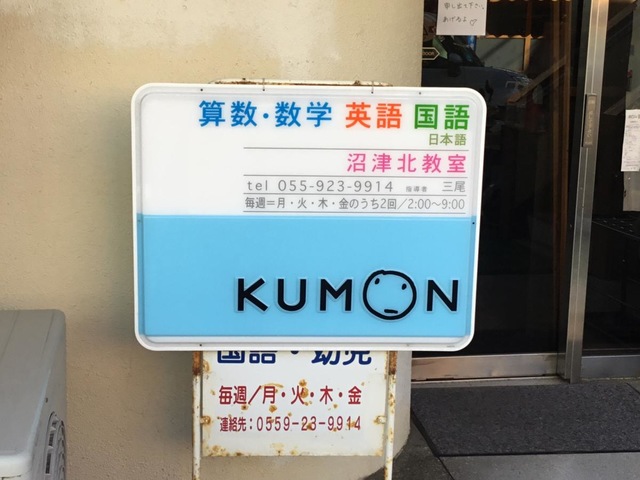 算数・数学 英語 国語
日本語
沼津北教室
tel 055-923-9914 指導者 三尾
毎週=月・火・木・金のうち2回/2:00~9:00
KUMON
国語・幼児
毎週/月・火・木・金
連絡先:0559-23-9914